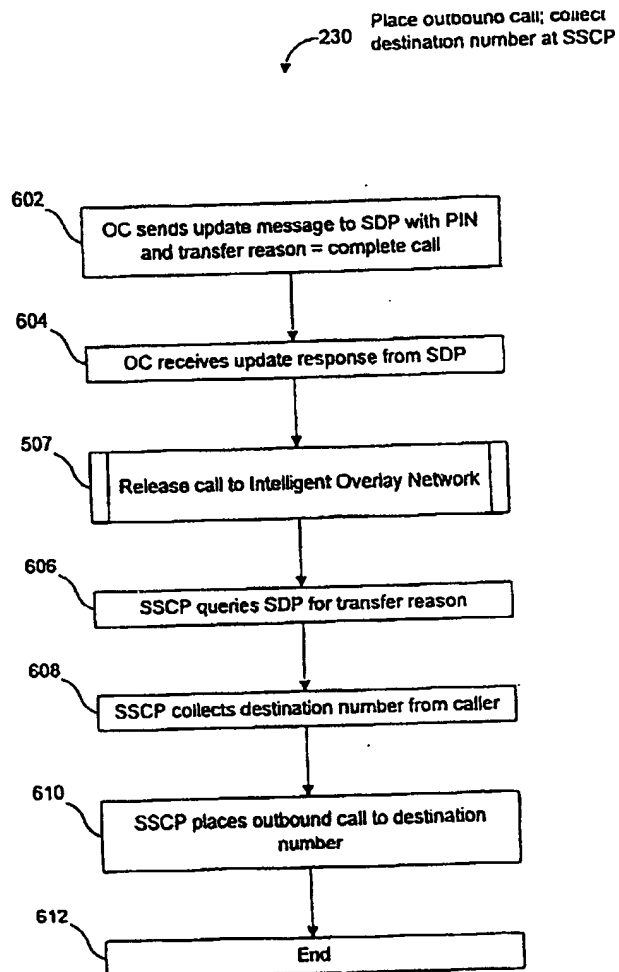 Place outbound call; collect
230
destination number at SSCP
602
OC sends update message to SDP with PIN
and transfer reason = complete call
604
OC receives update response from SDP
507
Release call to Intelligent Overlay Network
606
SSCP queries SDP for transfer reason
608
SSCP collects destination number from caller
610
SSCP places outbound call to destination
number
612
End